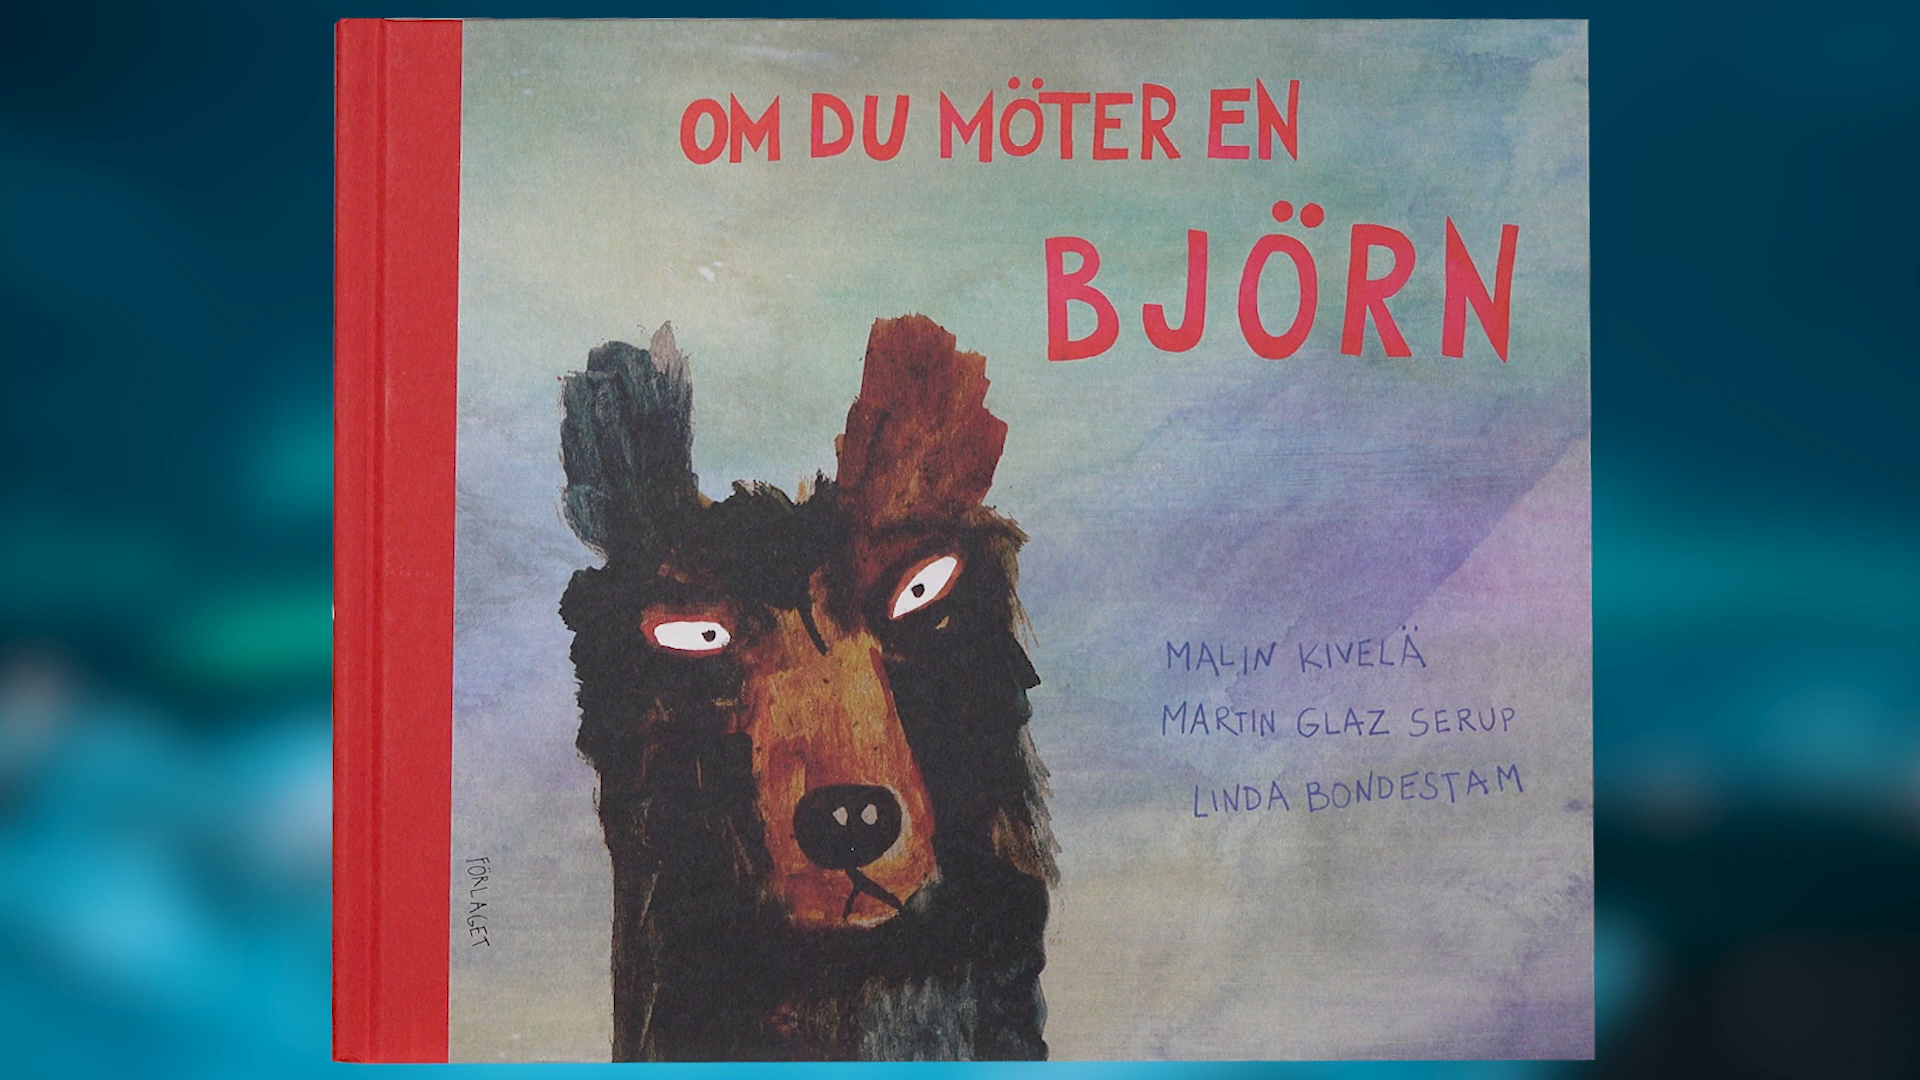 OM DU MÖTER EN
BJÖRN
MALIN KIVELÄ
MARTIN GLAZ SERUP
LINDA BONDESTAM
FÖRLAGET